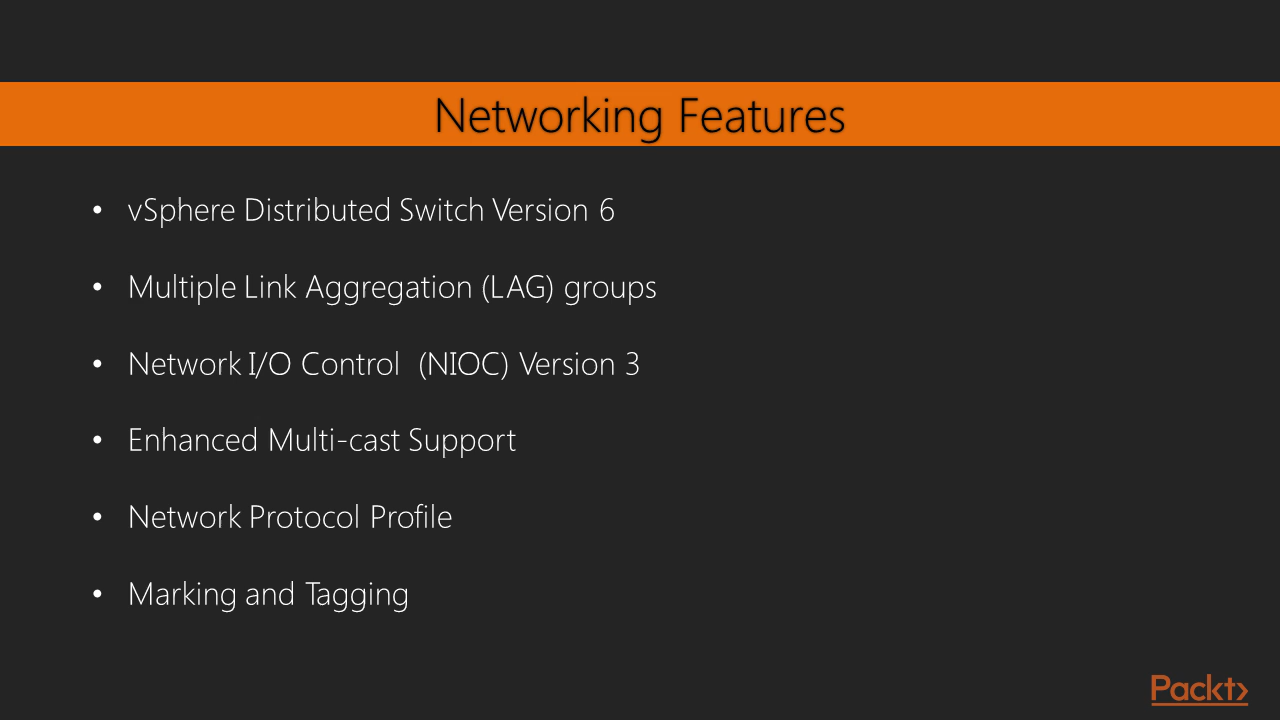 Networking Features
• vSphere Distributed Switch Version 6
• Multiple Link Aggregation (LAG) groups
• Network I/O Control  (NIOC) Version 3
• Enhanced Multi-cast Support
• Network Protocol Profile
• Marking and Tagging
Packt>